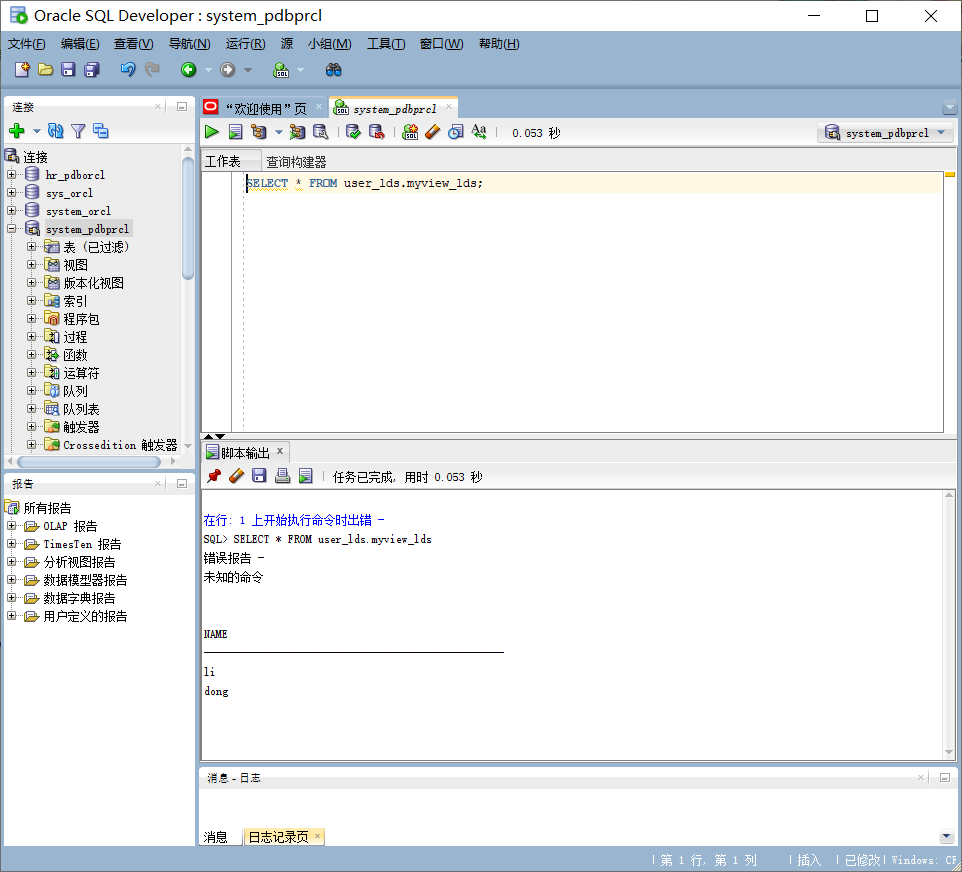 Oracle SQL Developer : system_pdbprcl
文件(F) 编辑(E) 查看(V) 导航(N) 运行(R) 源 小组(M) 工具(T) 窗口(W) 帮助(H)
连接
连接
hr_pdborcl
sys_orcl
system_orcl
system_pdbprcl
表 (已过滤)
视图
版本化视图
索引
程序包
过程
函数
运算符
队列
队列表
触发器
Crossedition 触发器
报告
所有报告
OLAP 报告
TimesTen 报告
分析视图报告
数据模型器报告
数据字典报告
用户定义的报告
“欢迎使用”页 system_pdbprcl
0.053 秒 system_pdbprcl
工作表 查询构建器
SELECT * FROM user_lds.myview_lds;
脚本输出
任务已完成, 用时 0.053 秒
在行: 1 上开始执行命令时出错 -
SQL> SELECT * FROM user_lds.myview_lds
错误报告 -
未知的命令
NAME
li
dong
消息 - 日志
消息 日志记录页
第 1 行, 第 1 列 插入 已修改 Windows: CR